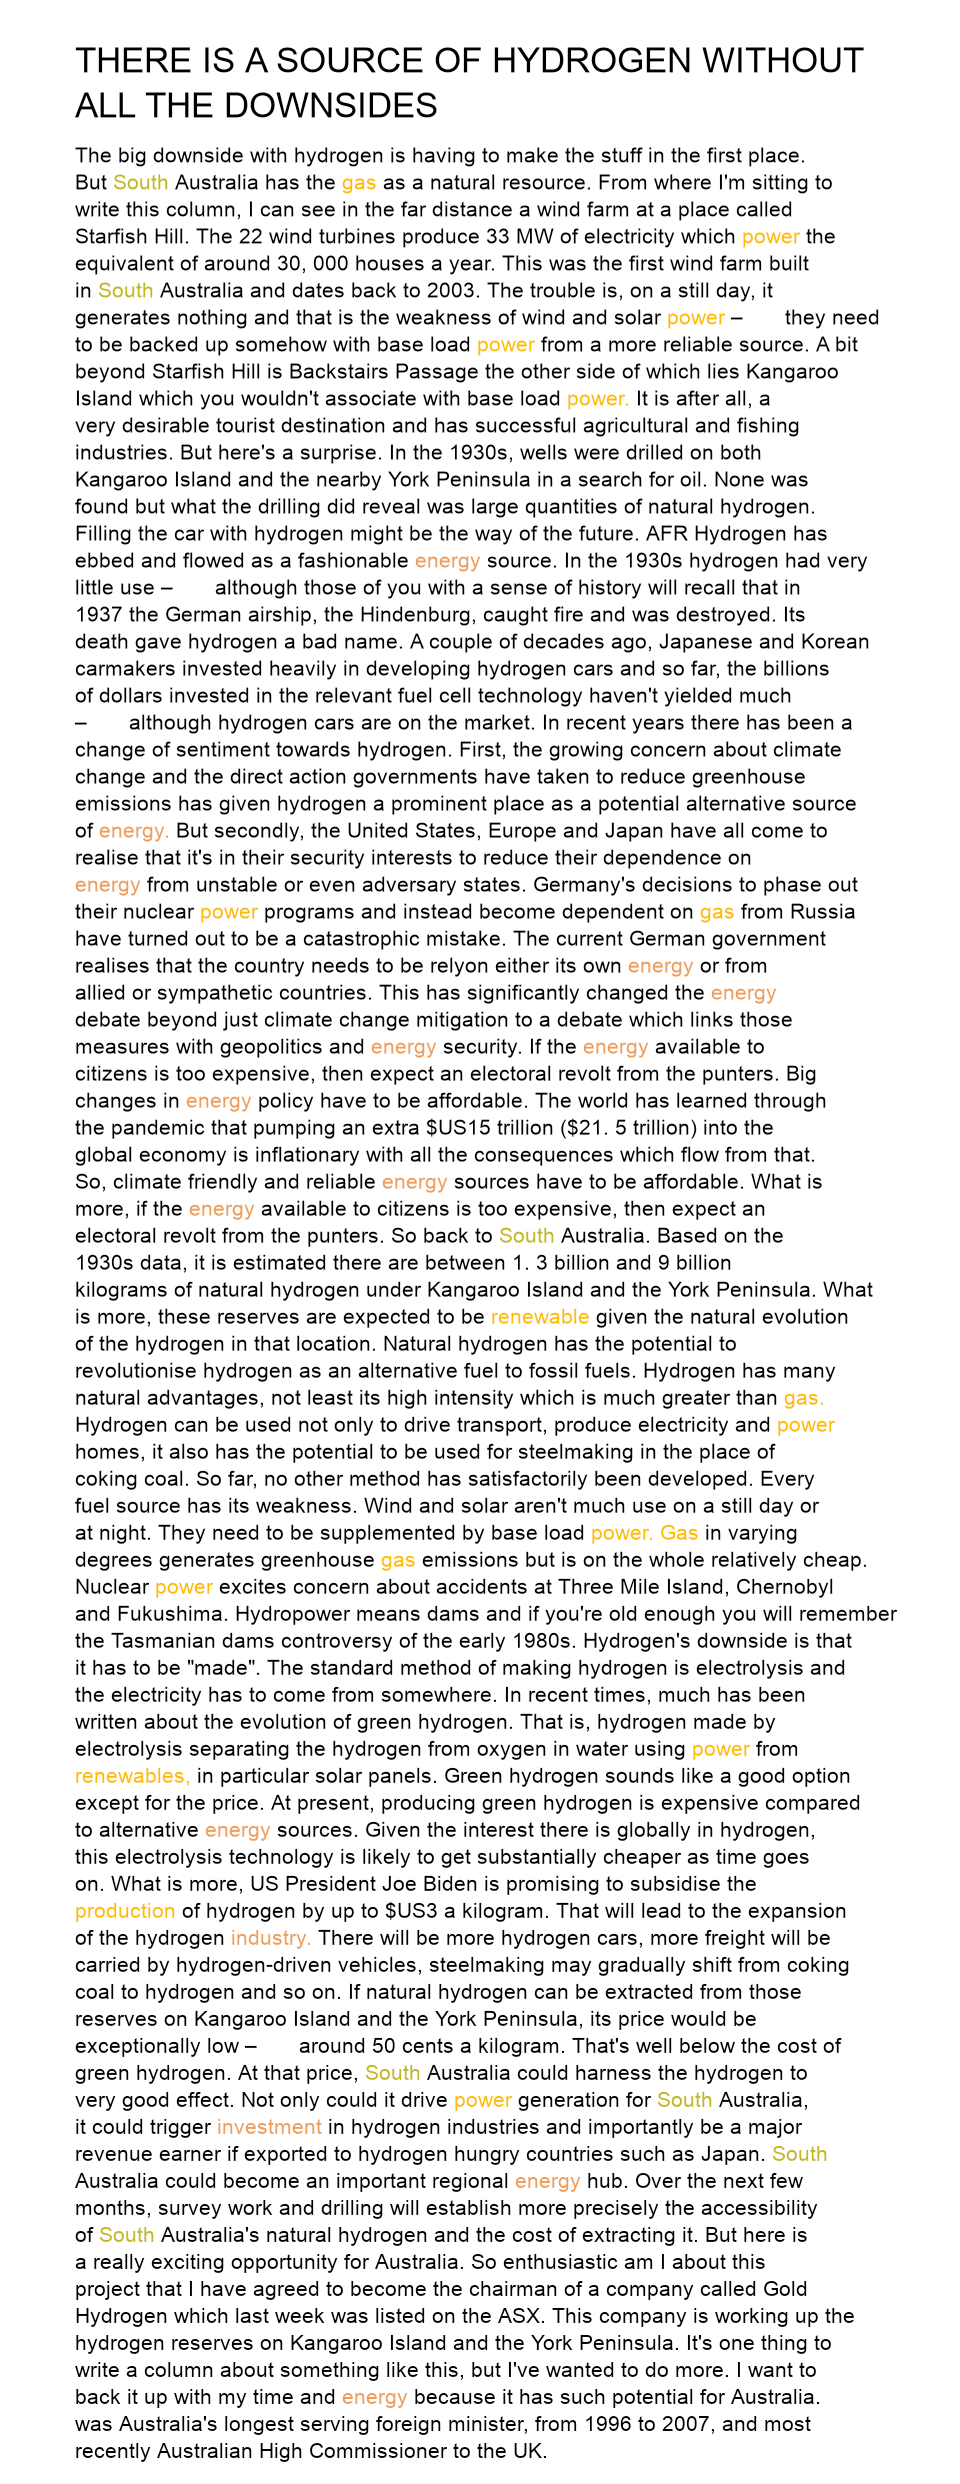 THERE IS A SOURCE OF HYDROGEN WITHOUT
ALL THE DOWNSIDES
The big downside with hydrogen is having to make the stuff in the first place.
But South Australia has the gas as a natural resource. From where I'm sitting to
write this column, I can see in the far distance a wind farm at a place called
Starfish Hill. The 22 wind turbines produce 33 MW of electricity which power the
equivalent of around 30, 000 houses a year. This was the first wind farm built
in South Australia and dates back to 2003. The trouble is, on a still day, it
generates nothing and that is the weakness of wind and solar power – they need
to be backed up somehow with base load power from a more reliable source. A bit
beyond Starfish Hill is Backstairs Passage the other side of which lies Kangaroo
Island which you wouldn't associate with base load power. It is after all, a
very desirable tourist destination and has successful agricultural and fishing
industries. But here's a surprise. In the 1930s, wells were drilled on both
Kangaroo Island and the nearby York Peninsula in a search for oil. None was
found but what the drilling did reveal was large quantities of natural hydrogen.
Filling the car with hydrogen might be the way of the future. AFR Hydrogen has
ebbed and flowed as a fashionable energy source. In the 1930s hydrogen had very
little use – although those of you with a sense of history will recall that in
1937 the German airship, the Hindenburg, caught fire and was destroyed. Its
death gave hydrogen a bad name. A couple of decades ago, Japanese and Korean
carmakers invested heavily in developing hydrogen cars and so far, the billions
of dollars invested in the relevant fuel cell technology haven't yielded much
– although hydrogen cars are on the market. In recent years there has been a
change of sentiment towards hydrogen. First, the growing concern about climate
change and the direct action governments have taken to reduce greenhouse
emissions has given hydrogen a prominent place as a potential alternative source
of energy. But secondly, the United States, Europe and Japan have all come to
realise that it's in their security interests to reduce their dependence on
energy from unstable or even adversary states. Germany's decisions to phase out
their nuclear power programs and instead become dependent on gas from Russia
have turned out to be a catastrophic mistake. The current German government
realises that the country needs to be relyon either its own energy or from
allied or sympathetic countries. This has significantly changed the energy
debate beyond just climate change mitigation to a debate which links those
measures with geopolitics and energy security. If the energy available to
citizens is too expensive, then expect an electoral revolt from the punters. Big
changes in energy policy have to be affordable. The world has learned through
the pandemic that pumping an extra $US15 trillion ($21. 5 trillion) into the
global economy is inflationary with all the consequences which flow from that.
So, climate friendly and reliable energy sources have to be affordable. What is
more, if the energy available to citizens is too expensive, then expect an
electoral revolt from the punters. So back to South Australia. Based on the
1930s data, it is estimated there are between 1. 3 billion and 9 billion
kilograms of natural hydrogen under Kangaroo Island and the York Peninsula. What
is more, these reserves are expected to be renewable given the natural evolution
of the hydrogen in that location. Natural hydrogen has the potential to
revolutionise hydrogen as an alternative fuel to fossil fuels. Hydrogen has many
natural advantages, not least its high intensity which is much greater than gas.
Hydrogen can be used not only to drive transport, produce electricity and power
homes, it also has the potential to be used for steelmaking in the place of
coking coal. So far, no other method has satisfactorily been developed. Every
fuel source has its weakness. Wind and solar aren't much use on a still day or
at night. They need to be supplemented by base load power. Gas in varying
degrees generates greenhouse gas emissions but is on the whole relatively cheap.
Nuclear power excites concern about accidents at Three Mile Island, Chernobyl
and Fukushima. Hydropower means dams and if you're old enough you will remember
the Tasmanian dams controversy of the early 1980s. Hydrogen's downside is that
it has to be "made". The standard method of making hydrogen is electrolysis and
the electricity has to come from somewhere. In recent times, much has been
written about the evolution of green hydrogen. That is, hydrogen made by
electrolysis separating the hydrogen from oxygen in water using power from
renewables, in particular solar panels. Green hydrogen sounds like a good option
except for the price. At present, producing green hydrogen is expensive compared
to alternative energy sources. Given the interest there is globally in hydrogen,
this electrolysis technology is likely to get substantially cheaper as time goes
on. What is more, US President Joe Biden is promising to subsidise the
production of hydrogen by up to $US3 a kilogram. That will lead to the expansion
of the hydrogen industry. There will be more hydrogen cars, more freight will be
carried by hydrogen-driven vehicles, steelmaking may gradually shift from coking
coal to hydrogen and so on. If natural hydrogen can be extracted from those
reserves on Kangaroo Island and the York Peninsula, its price would be
exceptionally low – around 50 cents a kilogram. That's well below the cost of
green hydrogen. At that price, South Australia could harness the hydrogen to
very good effect. Not only could it drive power generation for South Australia,
it could trigger investment in hydrogen industries and importantly be a major
revenue earner if exported to hydrogen hungry countries such as Japan. South
Australia could become an important regional energy hub. Over the next few
months, survey work and drilling will establish more precisely the accessibility
of South Australia's natural hydrogen and the cost of extracting it. But here is
a really exciting opportunity for Australia. So enthusiastic am I about this
project that I have agreed to become the chairman of a company called Gold
Hydrogen which last week was listed on the ASX. This company is working up the
hydrogen reserves on Kangaroo Island and the York Peninsula. It's one thing to
write a column about something like this, but I've wanted to do more. I want to
back it up with my time and energy because it has such potential for Australia.
was Australia's longest serving foreign minister, from 1996 to 2007, and most
recently Australian High Commissioner to the UK.